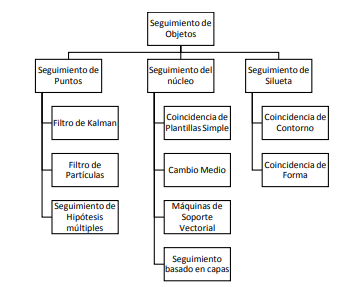 Seguimiento de
Objetos
Seguimiento de
Puntos
Seguimiento del
núcleo
Seguimiento de
Silueta
Filtro de Kalman
Filtro de
Partículas
Seguimiento de
Hipótesis
múltiples
Coincidencia de
Plantillas Simple
Cambio Medio
Máquinas de
Soporte
Vectorial
Seguimiento
basado en capas
Coincidencia de
Contorno
Coincidencia de
Forma